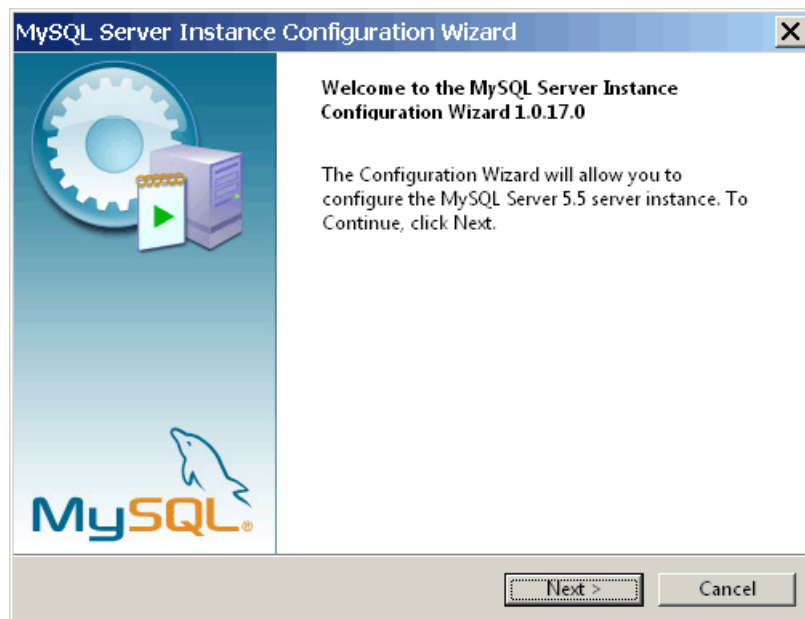 MySQL Server Instance Configuration Wizard
Welcome to the MySQL Server Instance
Configuration Wizard 1.0.17.0
The Configuration Wizard will allow you to
configure the MySQL Server 5.5 server instance. To
Continue, click Next.
MySQL®
Next >
Cancel